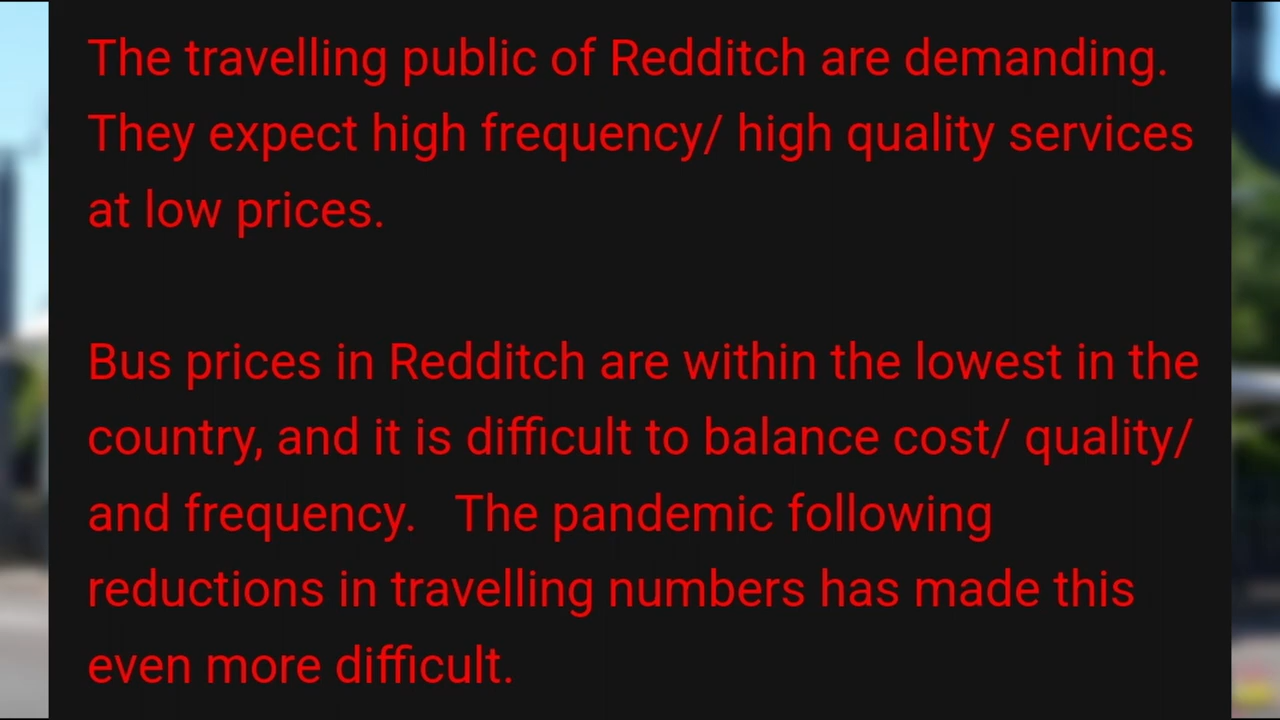 The travelling public of Redditch are demanding.
They expect high frequency/ high quality services
at low prices.
Bus prices in Redditch are within the lowest in the
country, and it is difficult to balance cost/ quality/
and frequency.   The pandemic following
reductions in travelling numbers has made this
even more difficult.